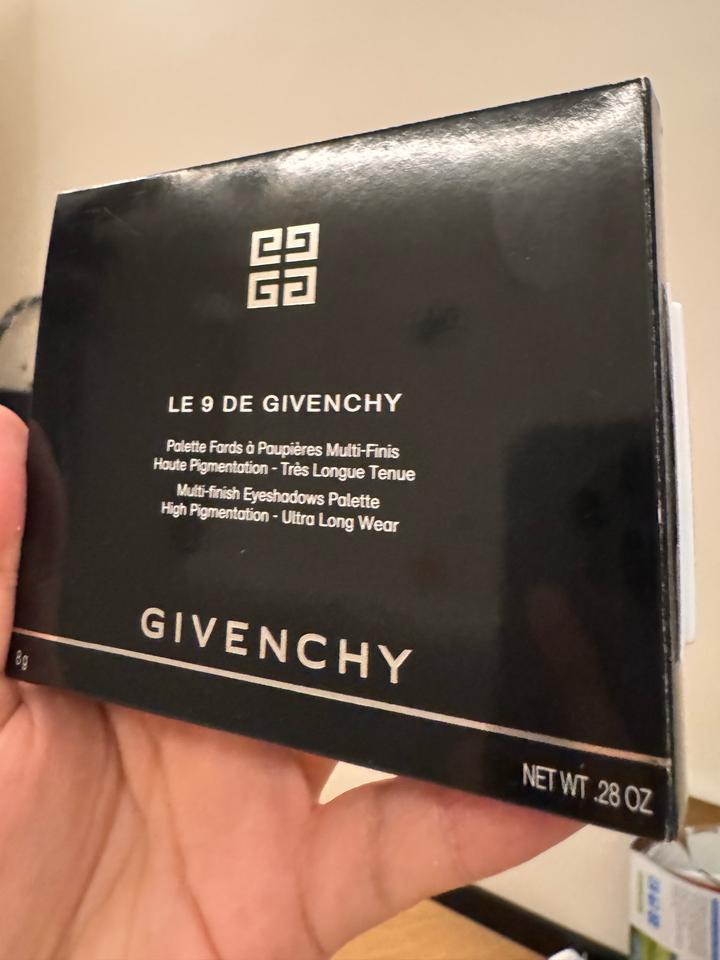 LE 9 DE GIVENCHY
Palette Fards à Paupières Multi-Finis
Haute Pigmentation - Très Longue Tenue
Multi-finish Eyeshadows Palette
High Pigmentation - Ultra Long Wear
GIVENCHY
8g
NET WT .28 OZ